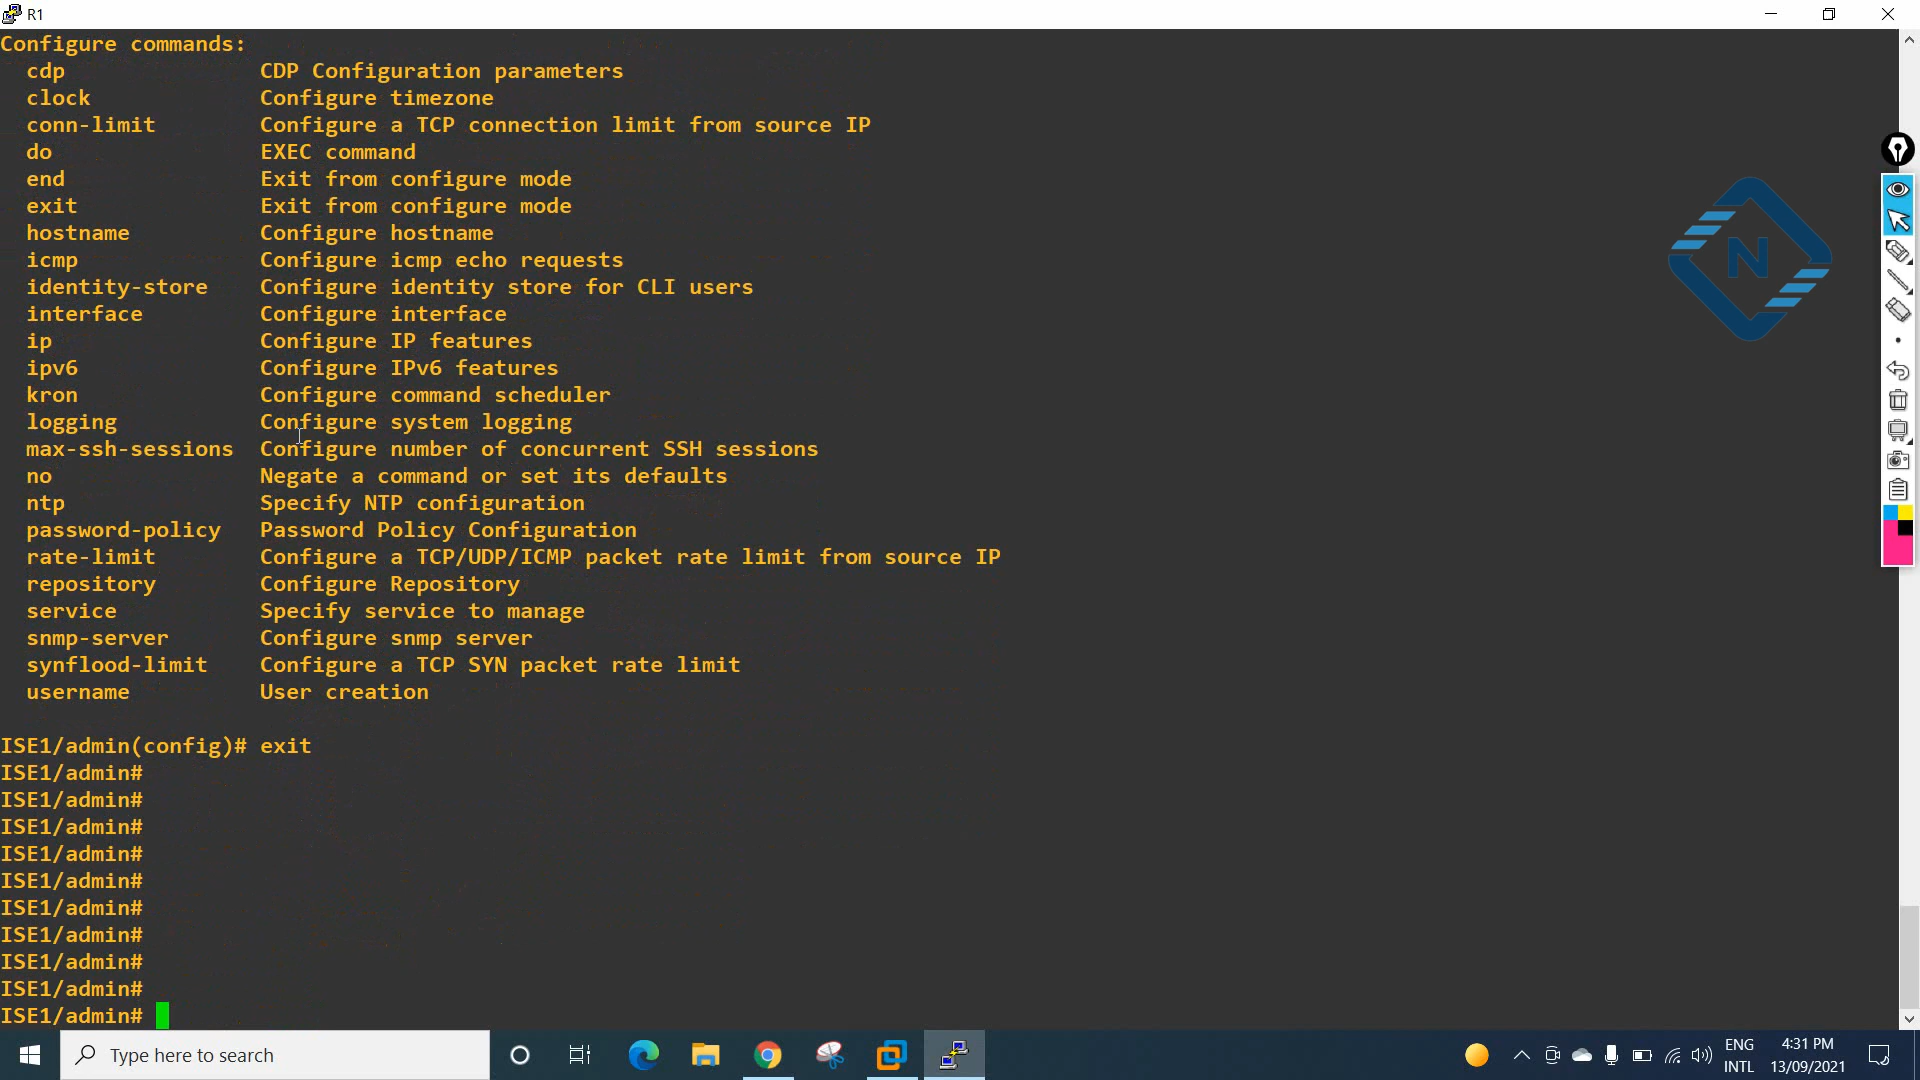 R1
Configure commands:
cdp CDP Configuration parameters
clock Configure timezone
conn-limit Configure a TCP connection limit from source IP
do EXEC command
end Exit from configure mode
exit Exit from configure mode
hostname Configure hostname
icmp Configure icmp echo requests
identity-store Configure identity store for CLI users
interface Configure interface
ip Configure IP features
ipv6 Configure IPv6 features
kron Configure command scheduler
logging Configure system logging
max-ssh-sessions Configure number of concurrent SSH sessions
no Negate a command or set its defaults
ntp Specify NTP configuration
password-policy Password Policy Configuration
rate-limit Configure a TCP/UDP/ICMP packet rate limit from source IP
repository Configure Repository
service Specify service to manage
snmp-server Configure snmp server
synflood-limit Configure a TCP SYN packet rate limit
username User creation
ISE1/admin(config)# exit
ISE1/admin#
ISE1/admin#
ISE1/admin#
ISE1/admin#
ISE1/admin#
ISE1/admin#
ISE1/admin#
ISE1/admin#
ISE1/admin#
ISE1/admin#
N
Type here to search
ENG
INTL
4:31 PM
13/09/2021